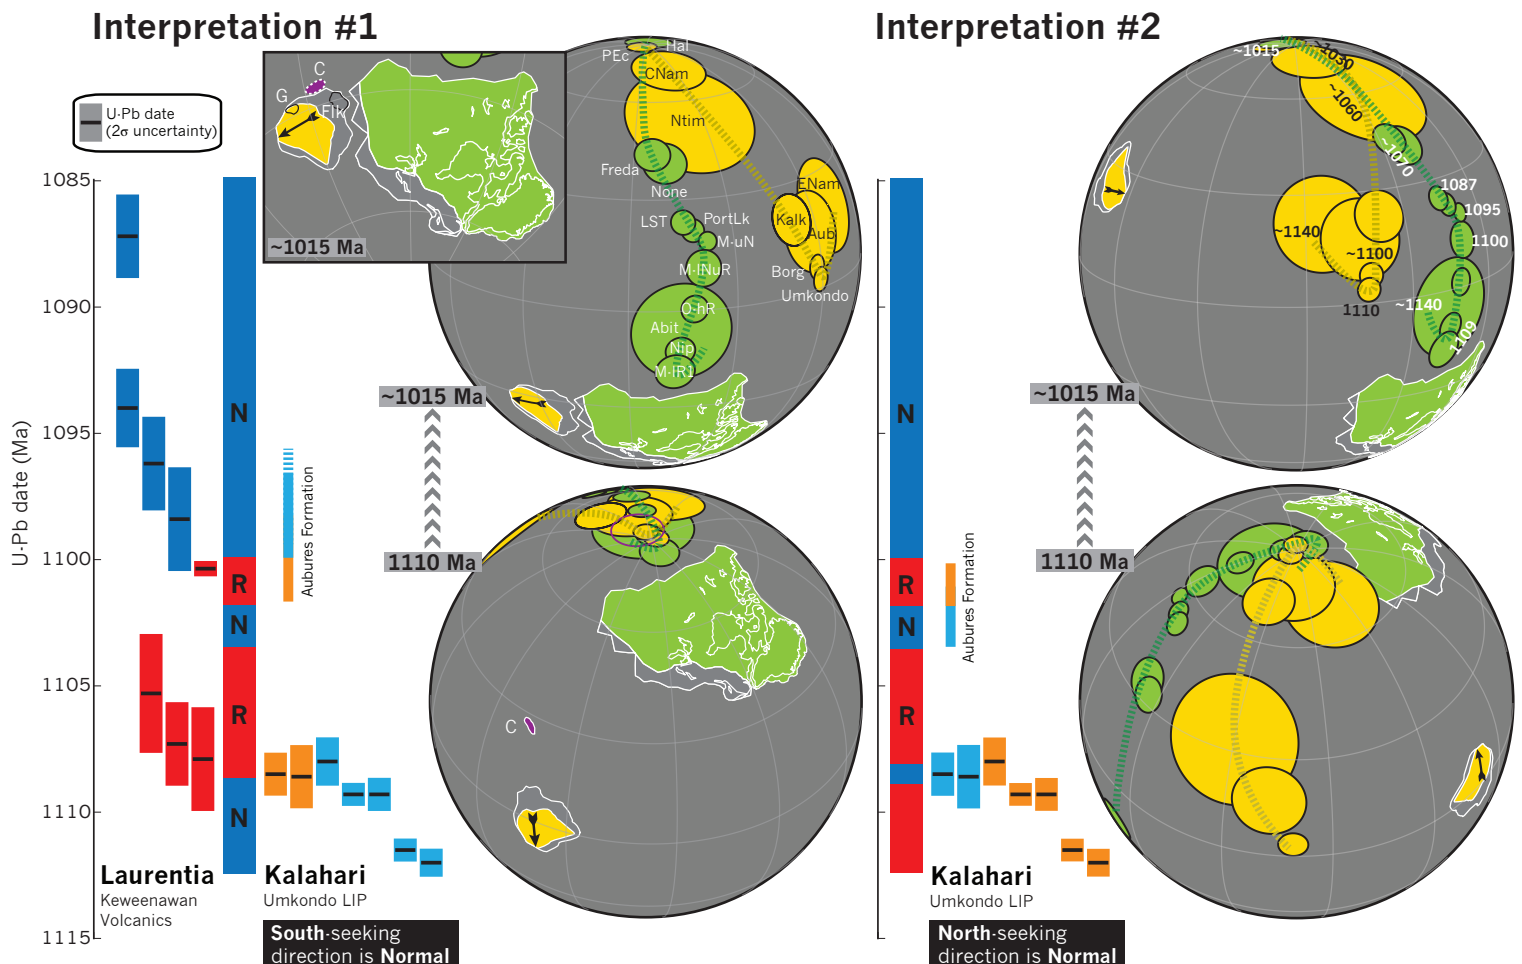 Interpretation #1
Interpretation #2
U-Pb date
(2σ uncertainty)
C
G
Flk
~1015 Ma
PEc
Hal
CNam
Ntim
Freda
None
LST
PortLk
M-uN
M-INuR
O-hR
Abit
Nip
M-IR1
ENam
Kalk
Aub
Borg
Umkondo
~1015
~1030
~1060
~1070
1087
1095
1100
~1140
~1100
1110
~1140
1109
U-Pb date (Ma)
1085
1090
1095
1100
1105
1110
1115
N
R
N
R
N
Aubures Formation
~1015 Ma
1110 Ma
C
N
R
N
R
Aubures Formation
~1015 Ma
1110 Ma
Laurentia
Keweenawan
Volcanics
Kalahari
Umkondo LIP
South-seeking
direction is Normal
Kalahari
Umkondo LIP
North-seeking
direction is Normal